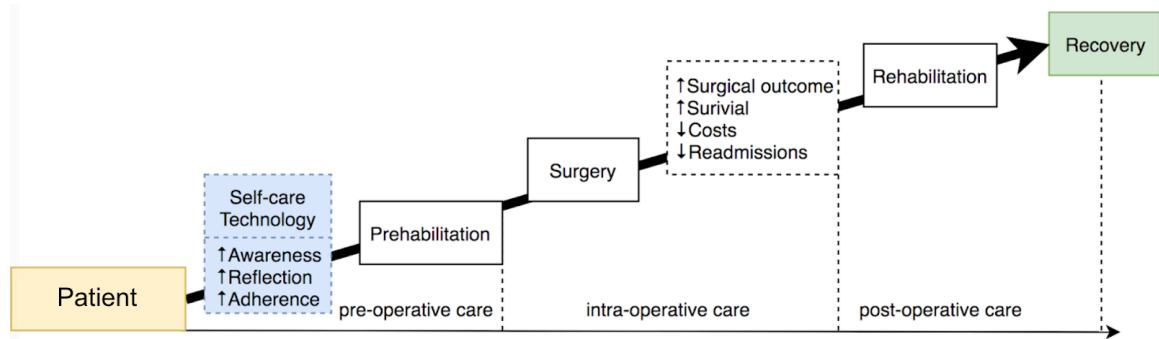 Patient
Self-care
Technology
↑Awareness
↑Reflection
↑Adherence
Prehabilitation
Surgery
↑Surgical outcome
↑Surivial
↓Costs
↓Readmissions
Rehabilitation
Recovery
pre-operative care
intra-operative care
post-operative care